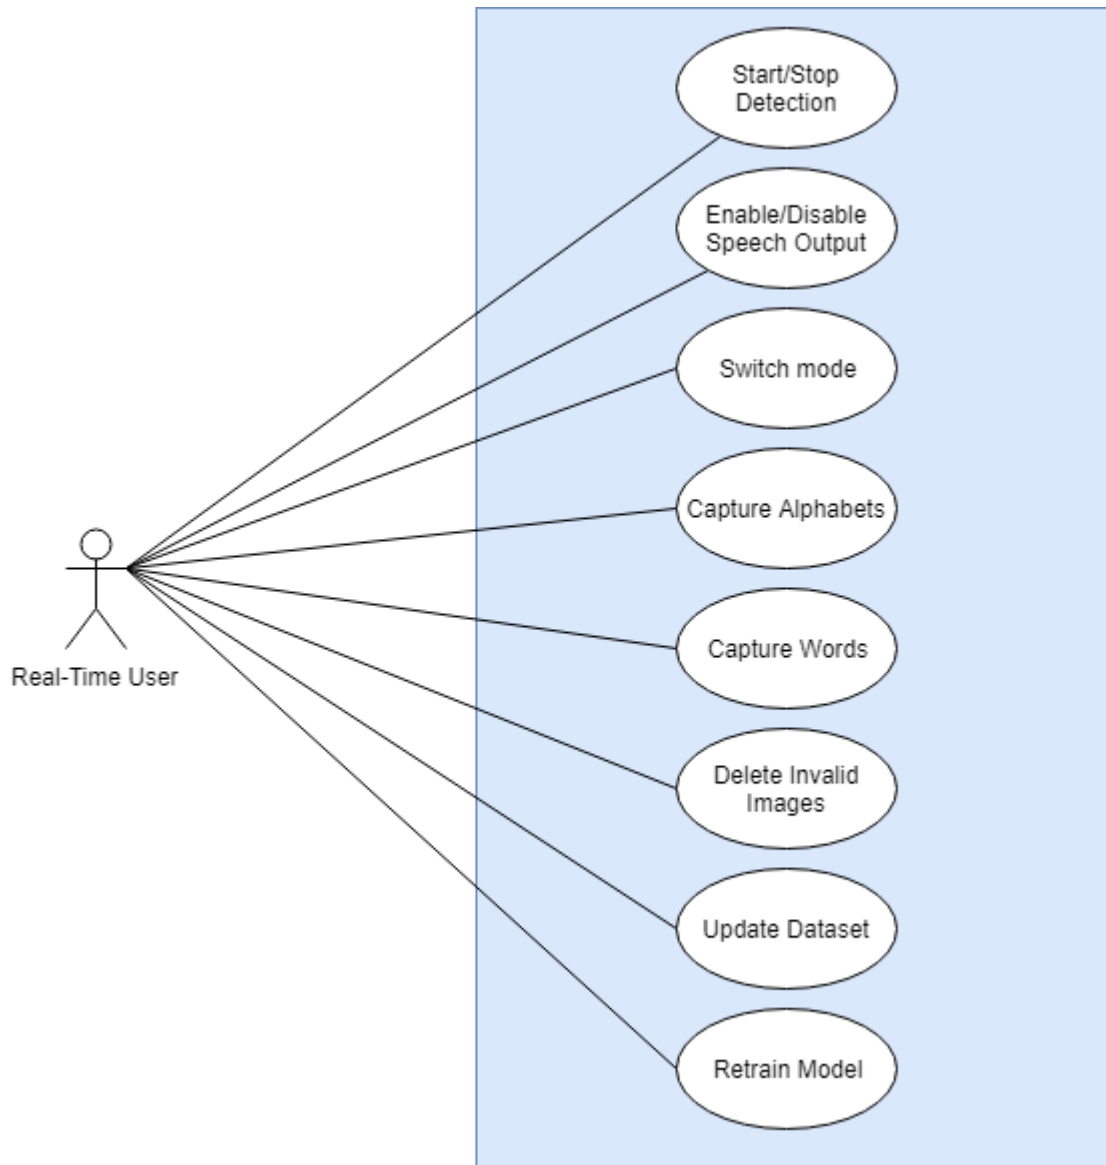 Start/Stop
Detection
Enable/Disable
Speech Output
Switch mode
Capture Alphabets
Capture Words
Real-Time User
Delete Invalid
Images
Update Dataset
Retrain Model